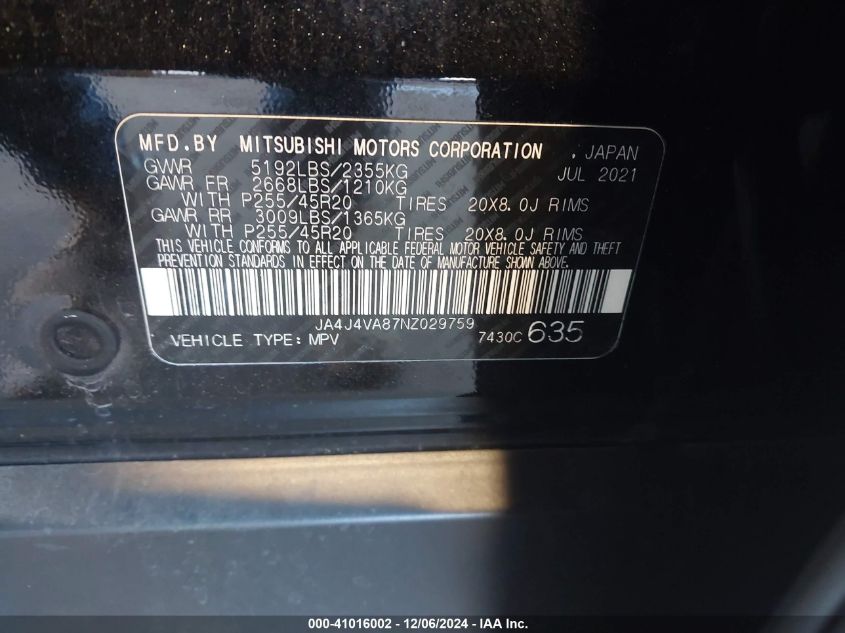 MFD.BY MITSUBISHI MOTORS CORPORATION . JAPAN
GVWR 5192LBS/2355KG JUL 2021
GAWR FR 2668LBS/1210KG
WITH P255/45R20 TIRES 20X8.0J RIMS
GAWR RR 3009LBS/1365KG
WITH P255/45R20 TIRES 20X8.0J RIMS
THIS VEHICLE CONFORMS TO ALL APPLICABLE FEDERAL MOTOR VEHICLE SAFETY AND THEFT
PREVENTION STANDARDS IN EFFECT ON THE DATE OF MANUFACTURE SHOWN ABOVE.
JA4J4VA87NZ029759
VEHICLE TYPE: MPV 7430C 635
000-41016002 - 12/06/2024 - IAA Inc.